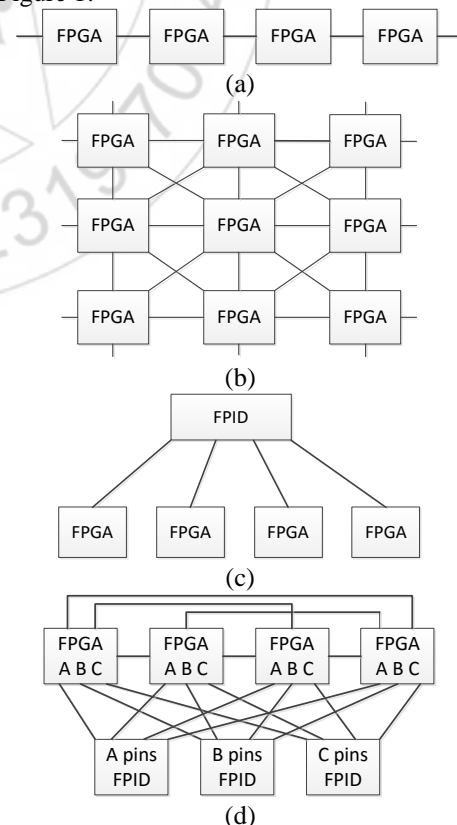 Figure 1.
FPGA FPGA FPGA FPGA
(a)
FPGA FPGA FPGA
FPGA FPGA FPGA
FPGA FPGA FPGA
(b)
FPID
FPGA FPGA FPGA FPGA
(c)
FPGA FPGA FPGA FPGA
A B C A B C A B C A B C
A pins B pins C pins
FPID FPID FPID
(d)